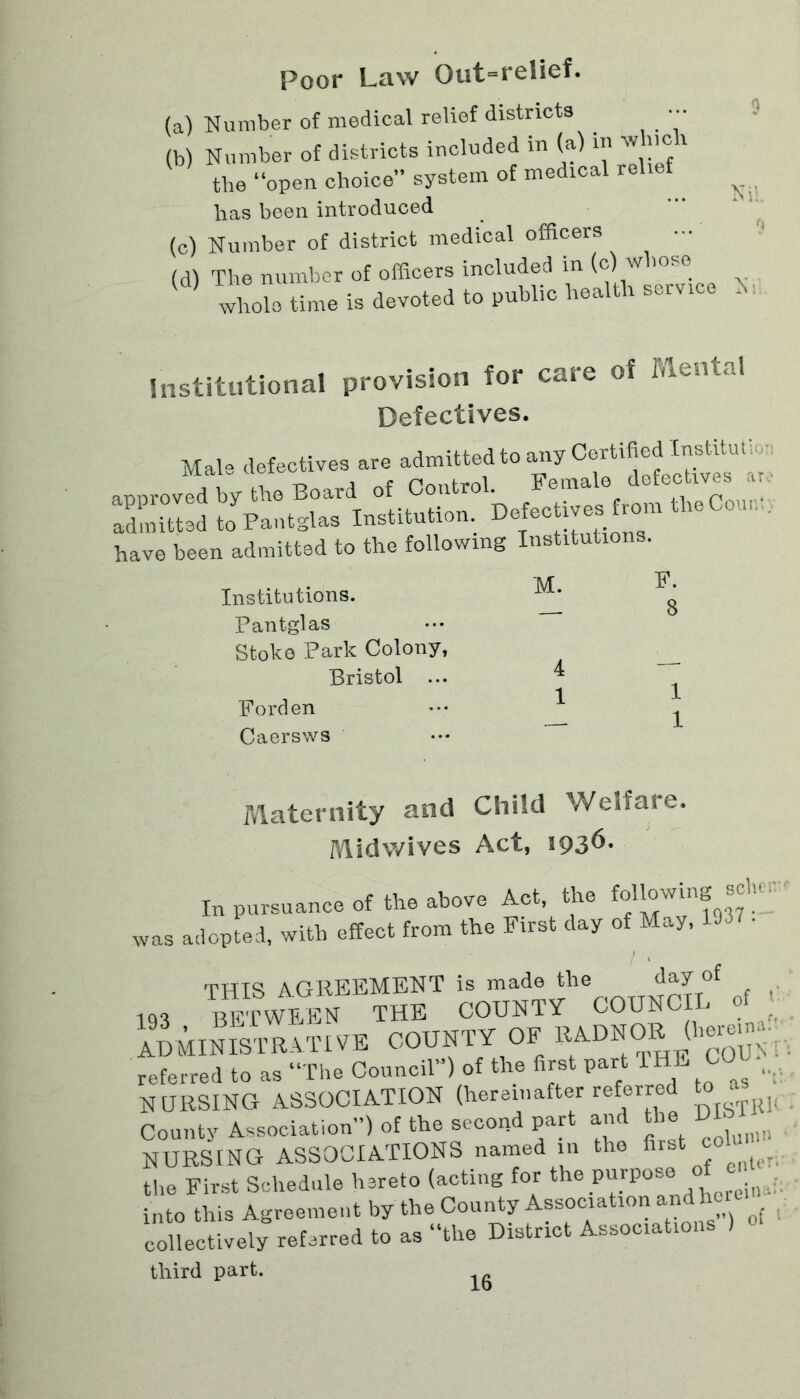 Poor Law Out=relief.
(a) Number of medical relief districts ... 9
(b) Number of districts included in (a) in which
the “open choice” system of medical relief
has been introduced ... Nil.
(c) Number of district medical officers ... 9
(d) The number of officers included in (c) whose
whole time is devoted to public health service
Institutional provision for care of Mental
Defectives.
Male defectives are admitted to any Certified
approved by the Board of Control. Female defectives
admitted to Pantglas Institution. Defectives from the
have been admitted to the following Institutions.
Institutions. M. F.
Pantglas ... — 8
Stoke Park Colony,
Bristol ... 4 —
Forden ... 1 1
Caersws ... — 1
Maternity and Child Welfare.
Midwives Act, 1936.
In pursuance of the above Act, the following
was adopted, with effect from the First day of May, 1937:—
THIS AGREEMENT is made the day of
193 , BETWEEN THE COUNTY COUNCIL of
ADMINISTRATIVE COUNTY OF RADNOR
referred to as “The Council”) of the first part THE
NURSING ASSOCIATION (hereinafter referred to as
County Association”) of the second part and the
NURSING ASSOCIATIONS named in the first column
the First Schedule hereto (acting for the purpose of
into this Agreement by the County Association and
collectively referred to as “the District Associations”) of
third part.
16